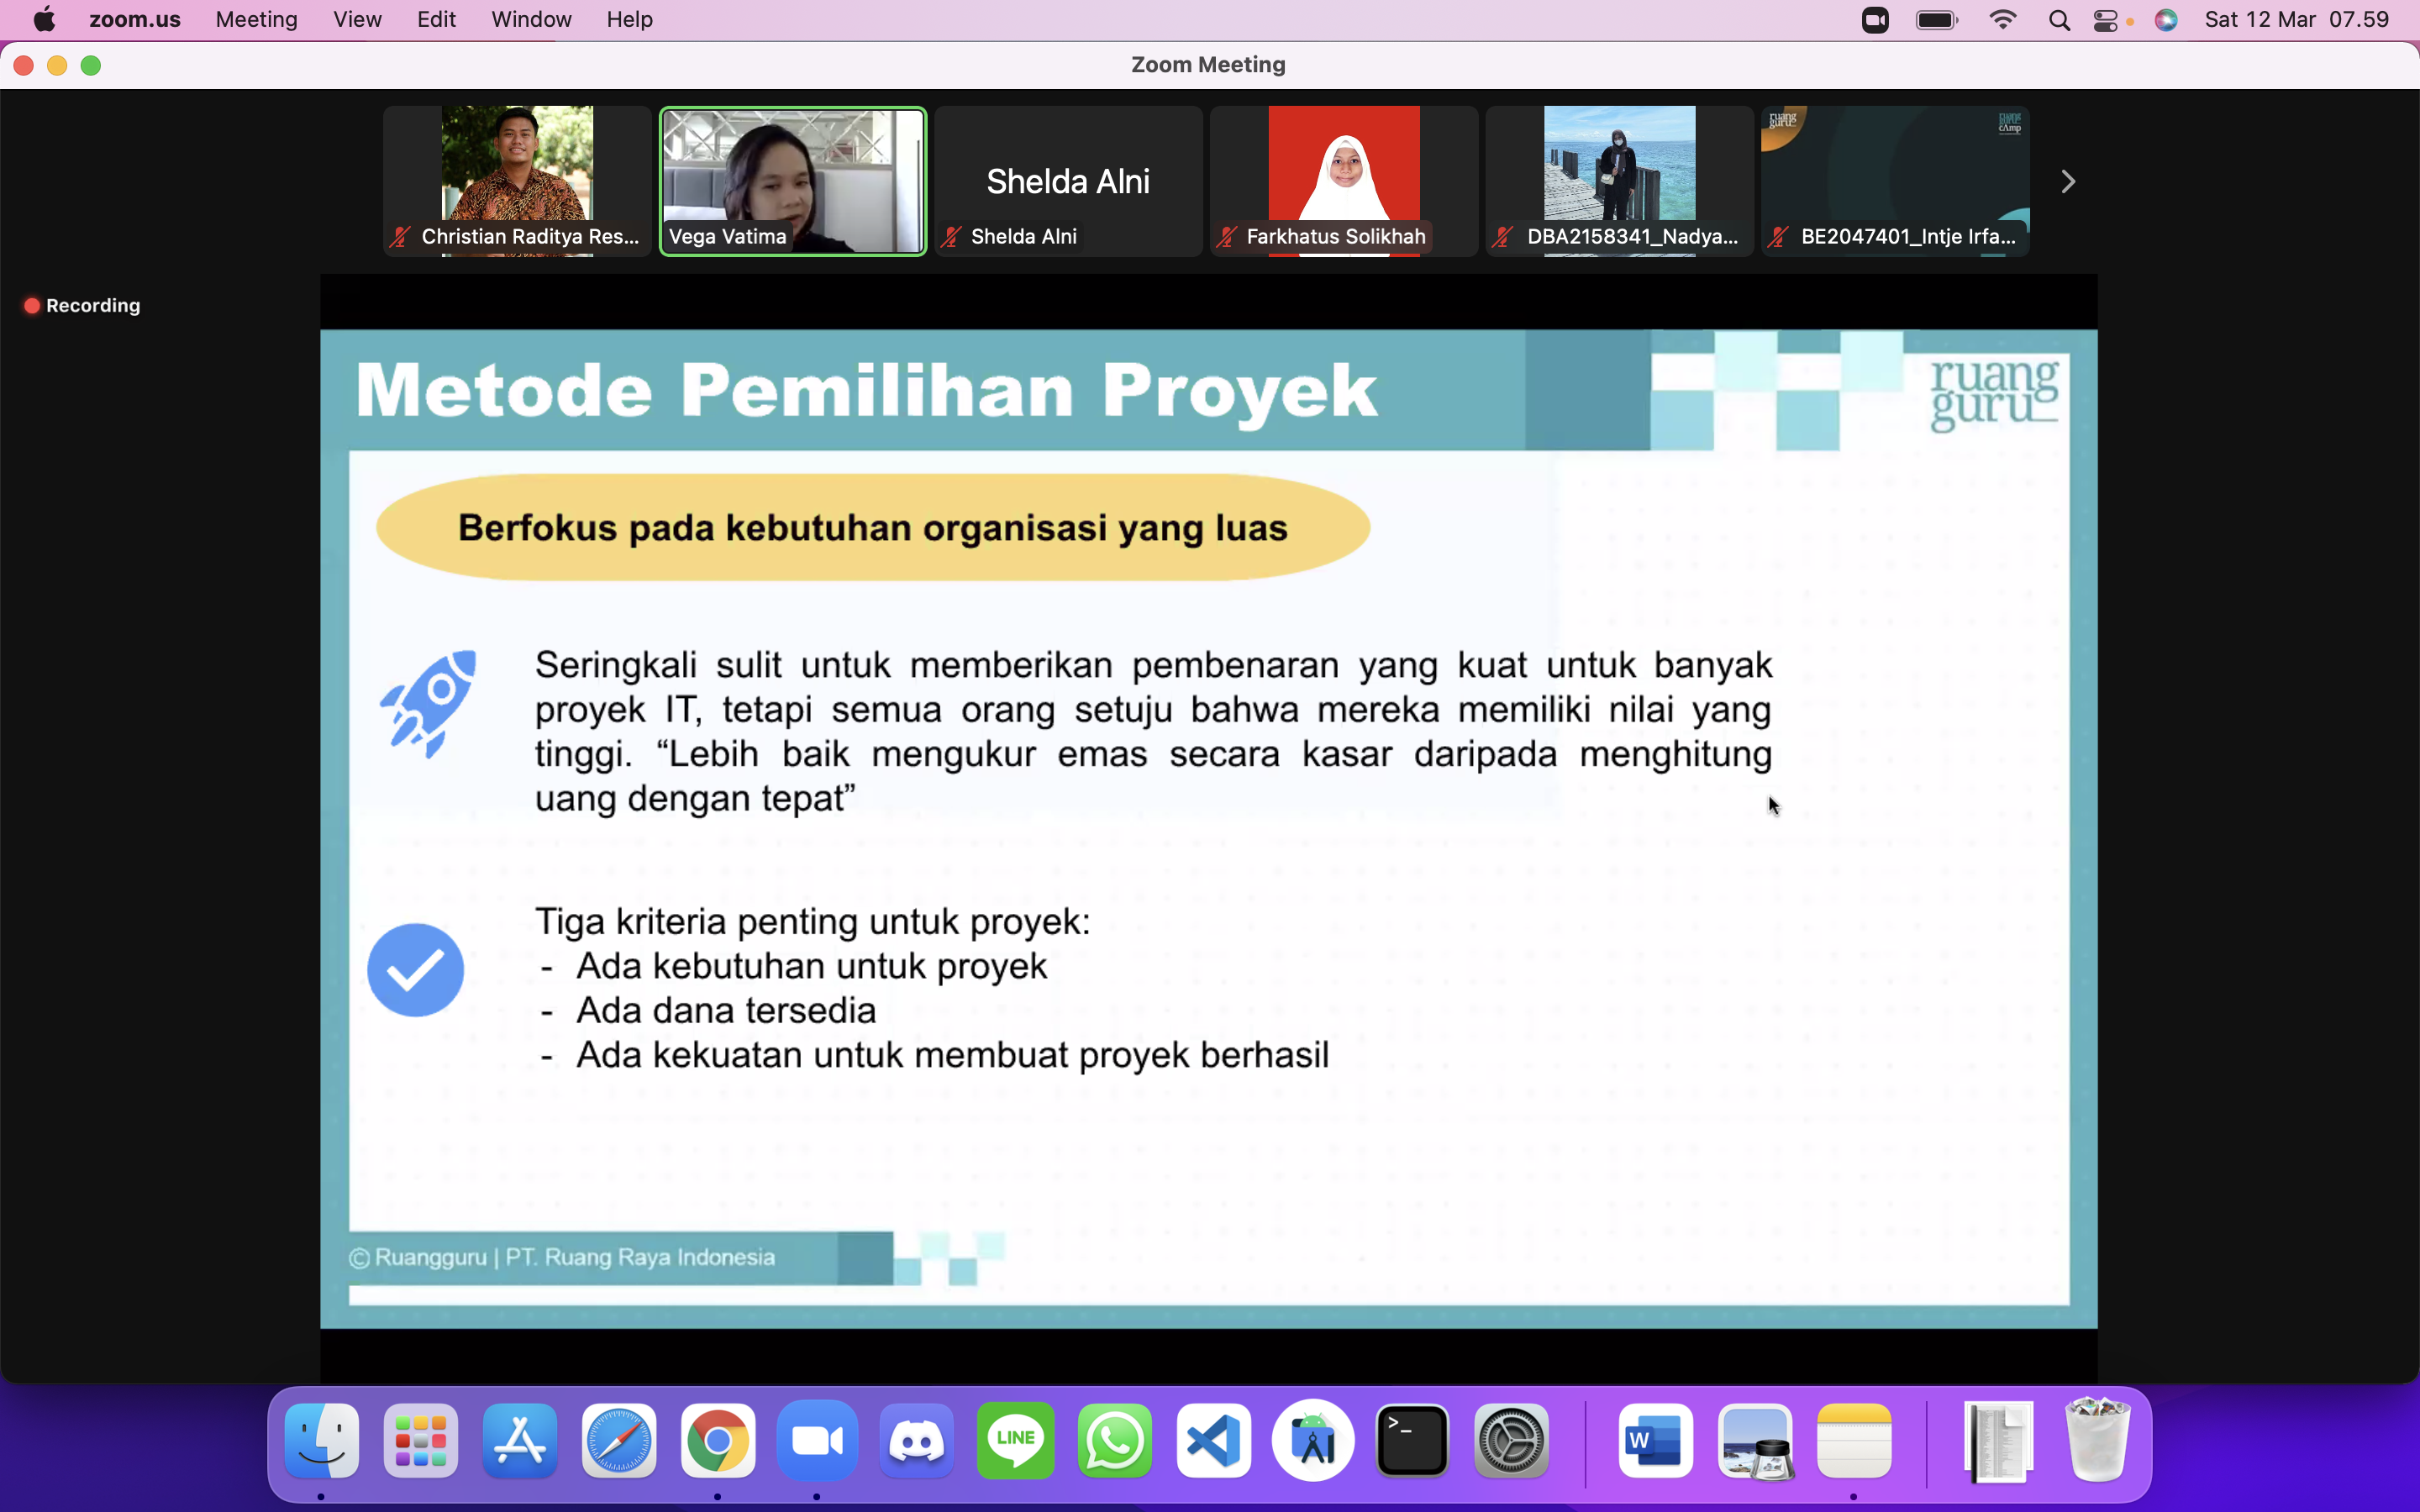 zoom.us Meeting View Edit Window Help Sat 12 Mar 07.59
Zoom Meeting
ruang guru
cAmp
Shelda Alni
Christian Raditya Res...
Vega Vatima
Shelda Alni
Farkhatus Solikhah
DBA2158341_Nadya...
BE2047401_Intje Irfa...
Recording
Metode Pemilihan Proyek
ruang
guru
Berfokus pada kebutuhan organisasi yang luas
Seringkali sulit untuk memberikan pembenaran yang kuat untuk banyak
proyek IT, tetapi semua orang setuju bahwa mereka memiliki nilai yang
tinggi. “Lebih baik mengukur emas secara kasar daripada menghitung
uang dengan tepat”
Tiga kriteria penting untuk proyek:
- Ada kebutuhan untuk proyek
- Ada dana tersedia
- Ada kekuatan untuk membuat proyek berhasil
© Ruangguru | PT. Ruang Raya Indonesia
LINE
>_
W